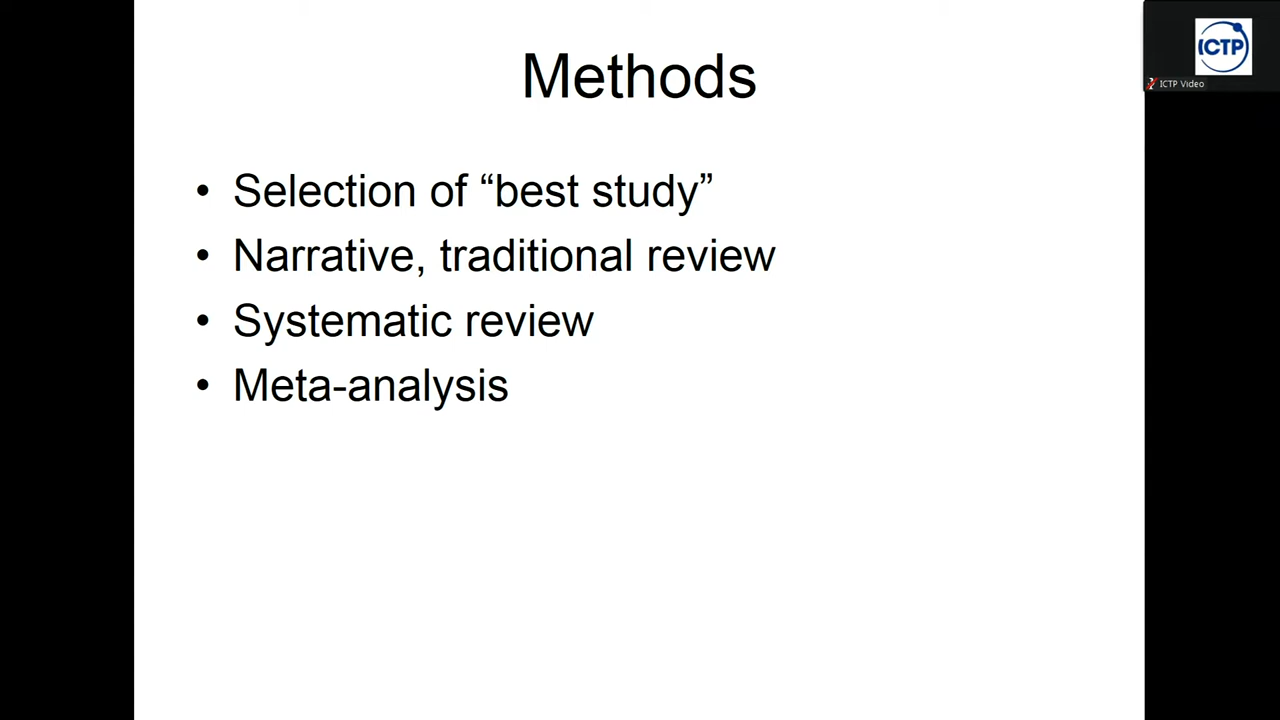 Methods
• Selection of “best study”
• Narrative, traditional review
• Systematic review
• Meta-analysis
ICTP
ICTP Video